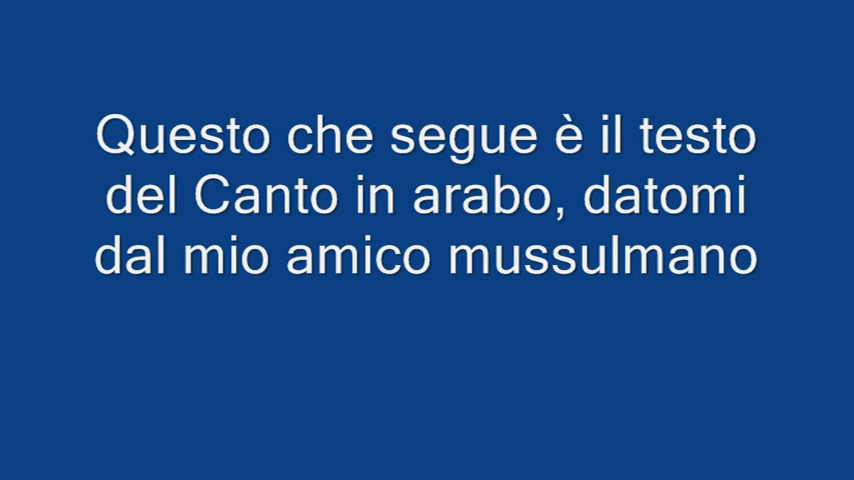 Questo che segue è il testo
del Canto in arabo, datomi
dal mio amico mussulmano